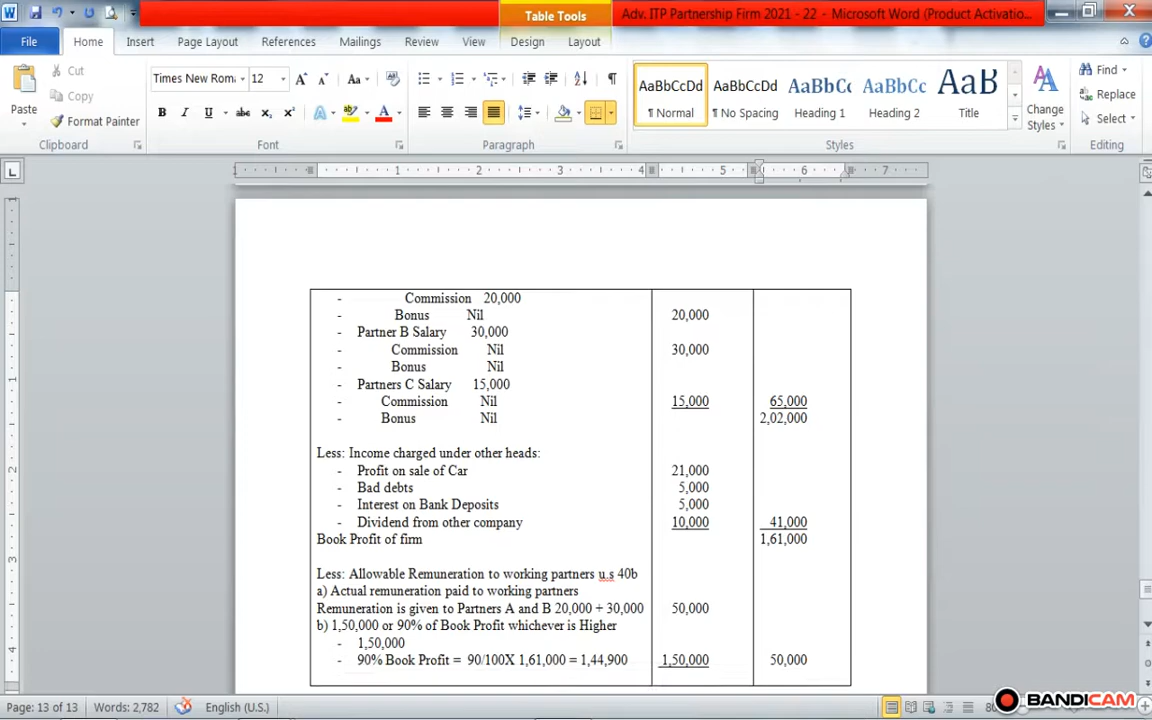 Table Tools
Adv. ITP Partnership Firm 2021 - 22 - Microsoft Word (Product Activatio...
File Home Insert Page Layout References Mailings Review View Design Layout
Cut
Copy
Paste
Format Painter
Clipboard
Times New Rom. 12
Font
Paragraph
AaBbCcDd AaBbCcDd AaBbCc AaBbCc AaB
¶ Normal ¶ No Spacing Heading 1 Heading 2 Title
Change
Styles
Styles
Find
Replace
Select
Editing
- Commission 20,000
- Bonus Nil 20,000
- Partner B Salary 30,000
- Commission Nil 30,000
- Bonus Nil
- Partners C Salary 15,000
- Commission Nil 15,000 65,000
- Bonus Nil 2,02,000
Less: Income charged under other heads:
- Profit on sale of Car 21,000
- Bad debts 5,000
- Interest on Bank Deposits 5,000
- Dividend from other company 10,000 41,000
Book Profit of firm 1,61,000
Less: Allowable Remuneration to working partners u.s 40b
a) Actual remuneration paid to working partners
Remuneration is given to Partners A and B 20,000 + 30,000 50,000
b) 1,50,000 or 90% of Book Profit whichever is Higher
- 1,50,000
- 90% Book Profit = 90/100X 1,61,000 = 1,44,900 1,50,000 50,000
Page: 13 of 13 Words: 2,782 English (U.S.)
BANDICAM